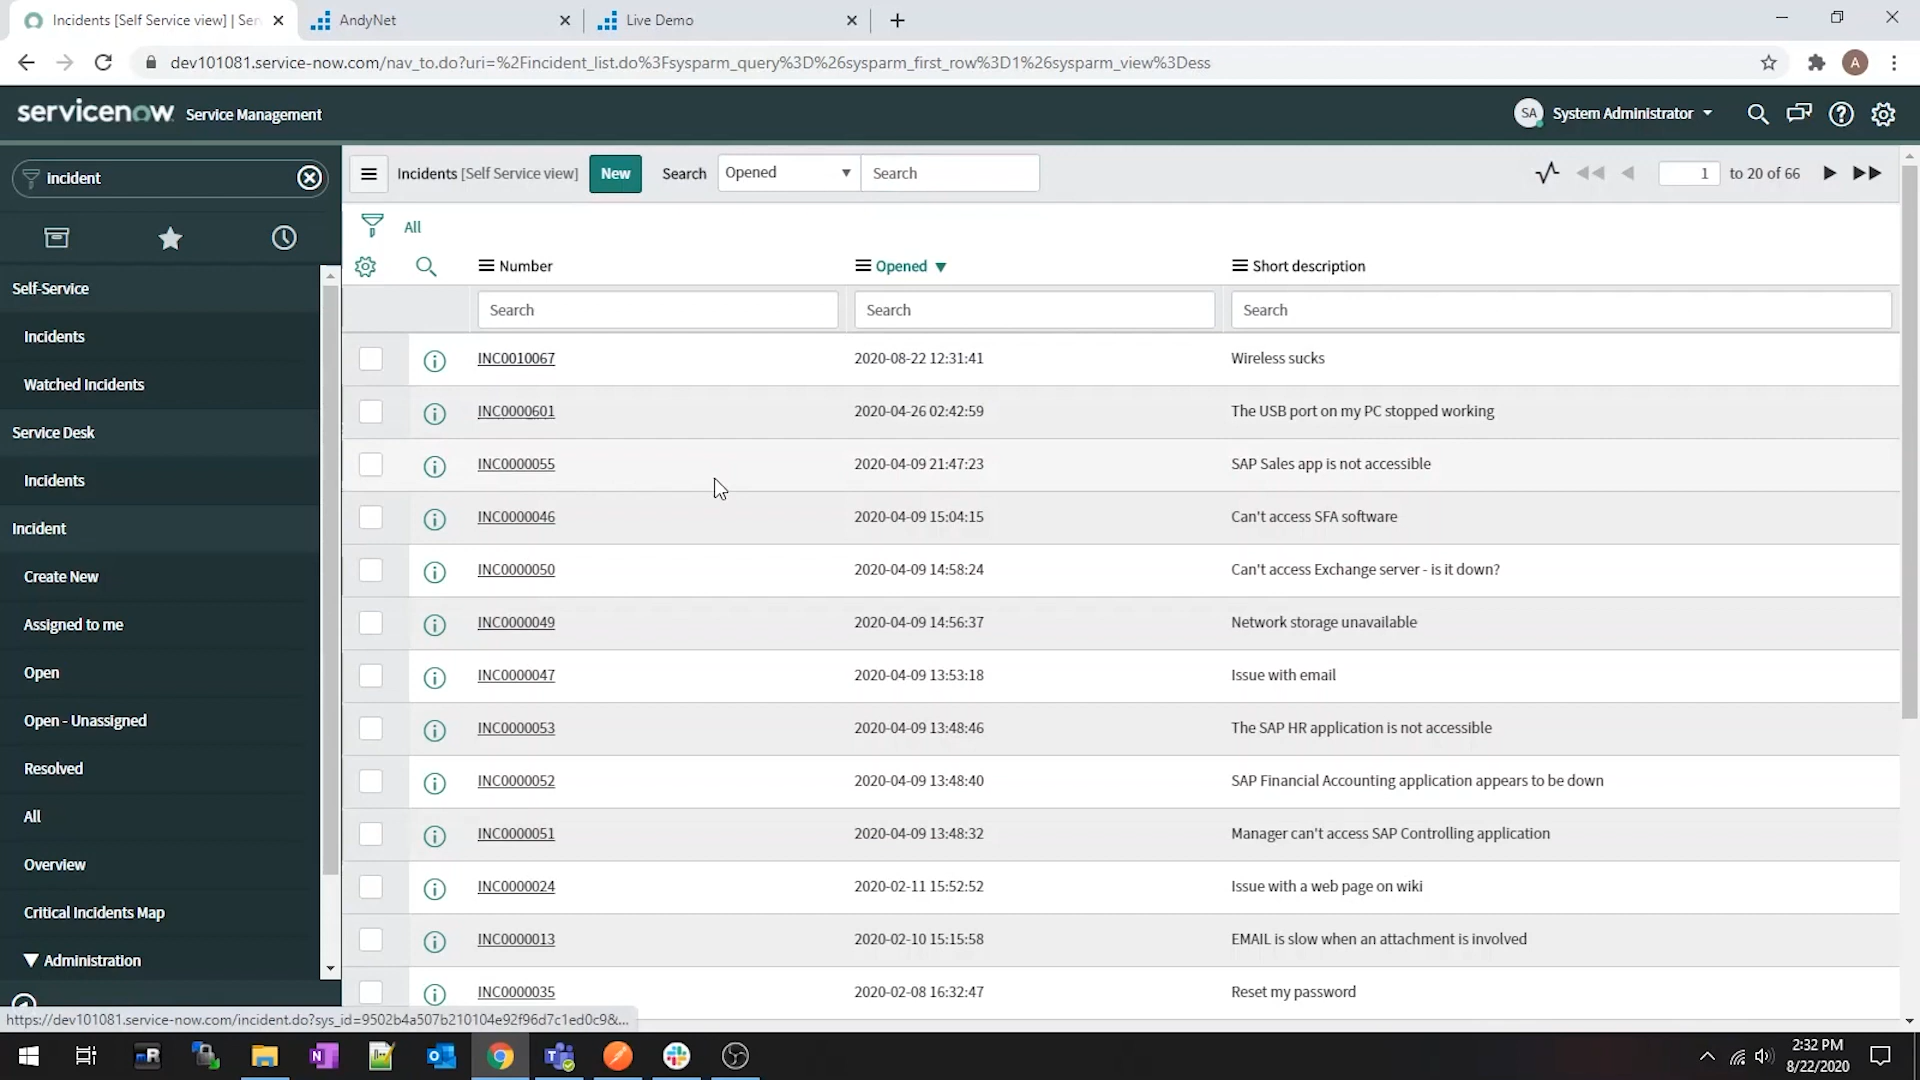 Incidents [Self Service view] | Ser
AndyNet
Live Demo
dev101081.service-now.com/nav_to.do?uri=%2Fincident_list.do%3Fsysparm_query%3D%26sysparm_first_row%3D1%26sysparm_view%3Dess
A
servicenow Service Management
SA System Administrator
incident
Incidents [Self Service view] New Search Opened Search 1 to 20 of 66
All
Number Opened Short description
Search Search Search
Self-Service
Incidents
Watched Incidents
Service Desk
Incidents
Incident
Create New
Assigned to me
Open
Open - Unassigned
Resolved
All
Overview
Critical Incidents Map
Administration
INC0010067 2020-08-22 12:31:41 Wireless sucks
INC0000601 2020-04-26 02:42:59 The USB port on my PC stopped working
INC0000055 2020-04-09 21:47:23 SAP Sales app is not accessible
INC0000046 2020-04-09 15:04:15 Can't access SFA software
INC0000050 2020-04-09 14:58:24 Can't access Exchange server - is it down?
INC0000049 2020-04-09 14:56:37 Network storage unavailable
INC0000047 2020-04-09 13:53:18 Issue with email
INC0000053 2020-04-09 13:48:46 The SAP HR application is not accessible
INC0000052 2020-04-09 13:48:40 SAP Financial Accounting application appears to be down
INC0000051 2020-04-09 13:48:32 Manager can't access SAP Controlling application
INC0000024 2020-02-11 15:52:52 Issue with a web page on wiki
INC0000013 2020-02-10 15:15:58 EMAIL is slow when an attachment is involved
INC0000035 2020-02-08 16:32:47 Reset my password
https://dev101081.service-now.com/incident.do?sys_id=9502b4a507b210104e92f96d7c1ed0c9&...
2:32 PM
8/22/2020